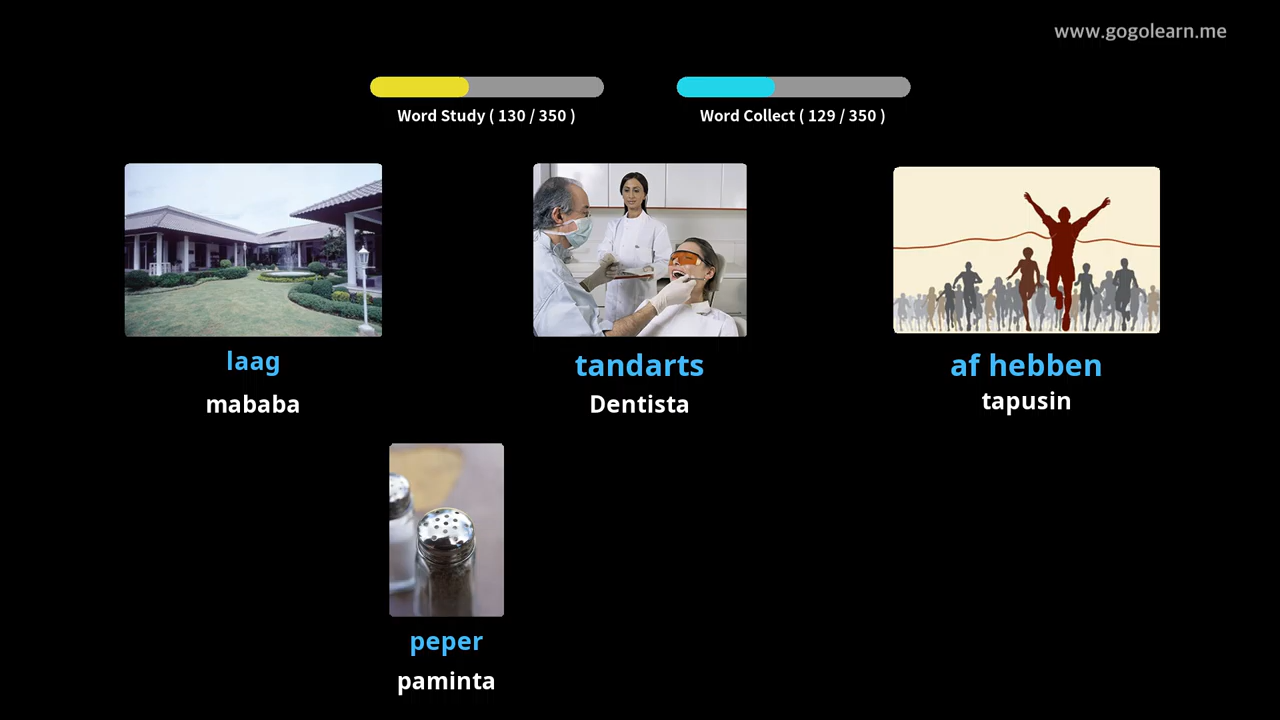 www.gogolearn.me
Word Study ( 130 / 350 )
Word Collect ( 129 / 350 )
laag
mababa
tandarts
Dentista
af hebben
tapusin
peper
paminta